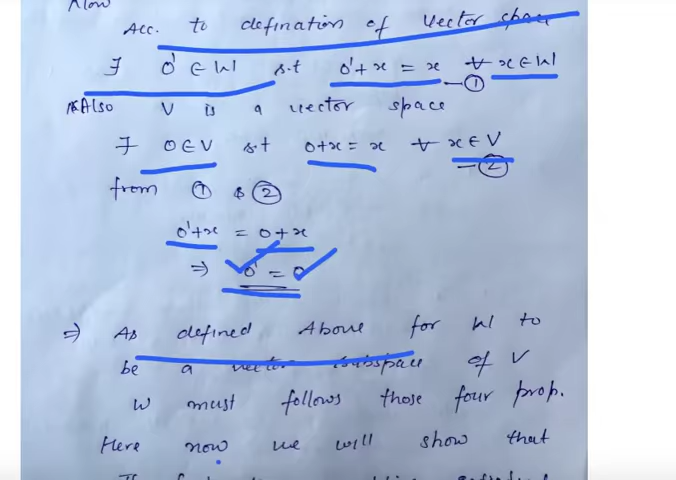 Now
Acc. to defination of vector space
∃ 0' ∈ W s.t 0'+x = x ∀ x ∈ W
—①
Also V is a vector space
∃ 0 ∈ V s.t 0+x = x ∀ x ∈ V
—②
from ① & ②
0'+x = 0+x
⇒ 0' = 0
⇒ As defined Above for W to
be a vector subspace of V
W must follows those four prop.
Here now we will show that